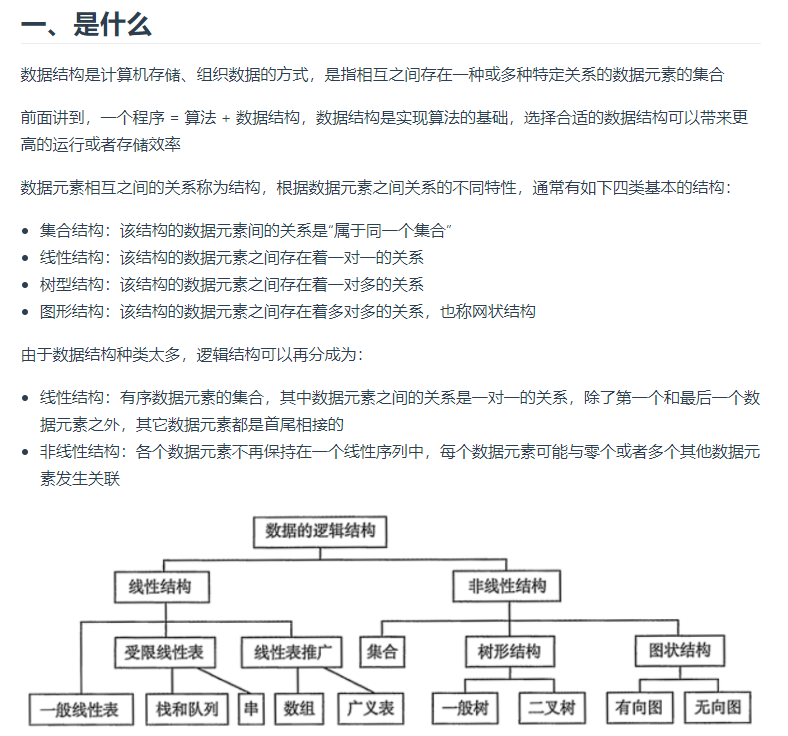 一、是什么
数据结构是计算机存储、组织数据的方式，是指相互之间存在一种或多种特定关系的数据元素的集合
前面讲到，一个程序 = 算法 + 数据结构，数据结构是实现算法的基础，选择合适的数据结构可以带来更
高的运行或者存储效率
数据元素相互之间的关系称为结构，根据数据元素之间关系的不同特性，通常有如下四类基本的结构：
• 集合结构：该结构的数据元素间的关系是“属于同一个集合”
• 线性结构：该结构的数据元素之间存在着一对一的关系
• 树型结构：该结构的数据元素之间存在着一对多的关系
• 图形结构：该结构的数据元素之间存在着多对多的关系，也称网状结构
由于数据结构种类太多，逻辑结构可以再分成为：
• 线性结构：有序数据元素的集合，其中数据元素之间的关系是一对一的关系，除了第一个和最后一个数
据元素之外，其它数据元素都是首尾相接的
• 非线性结构：各个数据元素不再保持在一个线性序列中，每个数据元素可能与零个或者多个其他数据元
素发生关联
数据的逻辑结构
线性结构
非线性结构
受限线性表
线性表推广
集合
树形结构
图状结构
一般线性表
栈和队列
串
数组
广义表
一般树
二叉树
有向图
无向图